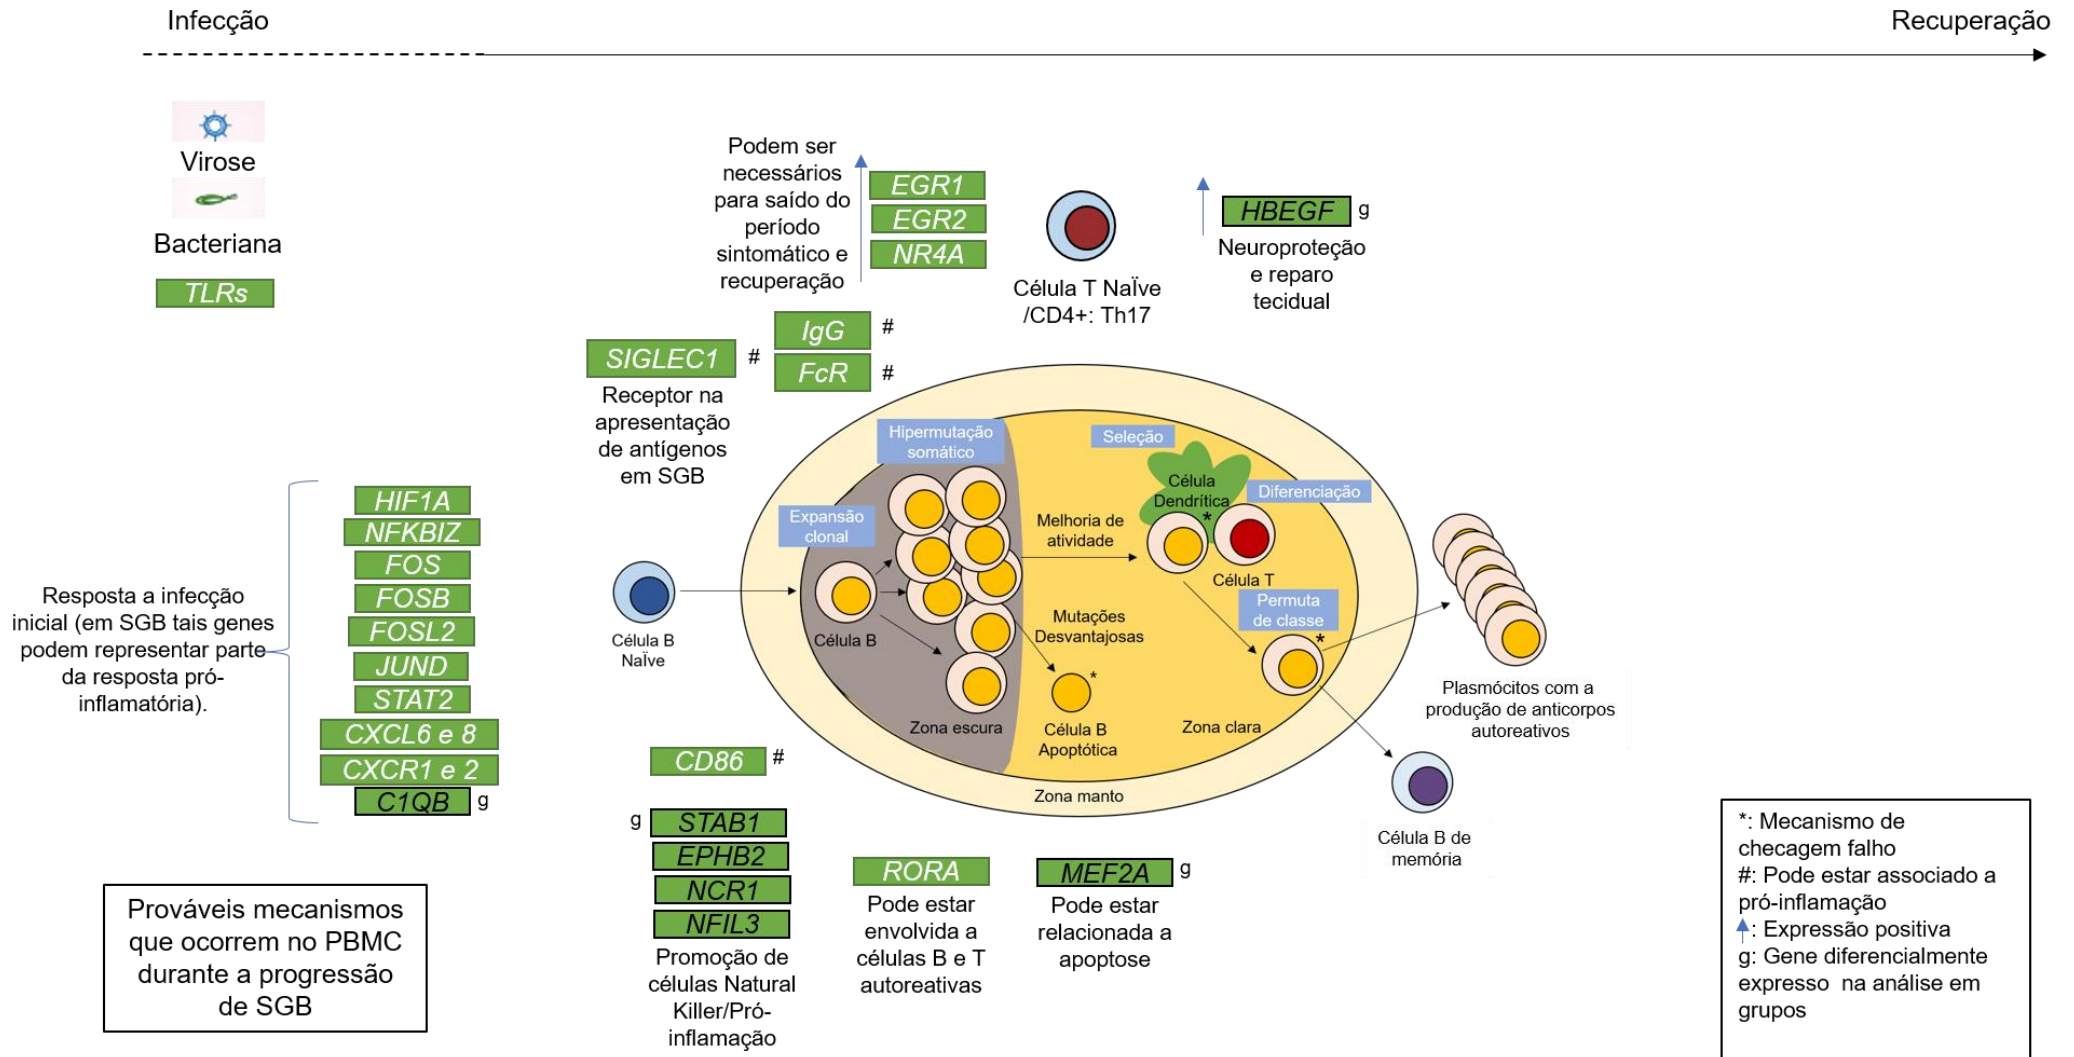 Infecção
Recuperação
Virose
Bacteriana
TLRs
Podem ser
necessários
para saído do
período
sintomático e
recuperação
EGR1
EGR2
NR4A
Célula T NaÏve
/CD4+: Th17
HBEGF g
Neuroproteção
e reparo
tecidual
SIGLEC1 #
IgG #
FcR #
Receptor na
apresentação
de antígenos
em SGB
Resposta a infecção
inicial (em SGB tais genes
podem representar parte
da resposta pró-
inflamatória).
HIF1A
NFKBIZ
FOS
FOSB
FOSL2
JUND
STAT2
CXCL6 e 8
CXCR1 e 2
C1QB g
Célula B
NaÏve
Expansão
clonal
Hipermutação
somático
Célula B
Zona escura
Melhoria de
atividade
Mutações
Desvantajosas
*
Célula B
Apoptótica
Seleção
Célula
Dendrítica
*
Diferenciação
Célula T
Permuta
de classe
*
Zona clara
Zona manto
Plasmócitos com a
produção de anticorpos
autoreativos
Célula B de
memória
CD86 #
g STAB1
EPHB2
NCR1
NFIL3
Promoção de
células Natural
Killer/Pró-
inflamação
RORA
Pode estar
envolvida a
células B e T
autoreativas
MEF2A g
Pode estar
relacionada a
apoptose
Prováveis mecanismos
que ocorrem no PBMC
durante a progressão
de SGB
*: Mecanismo de
checagem falho
#: Pode estar associado a
pró-inflamação
: Expressão positiva
g: Gene diferencialmente
expresso na análise em
grupos